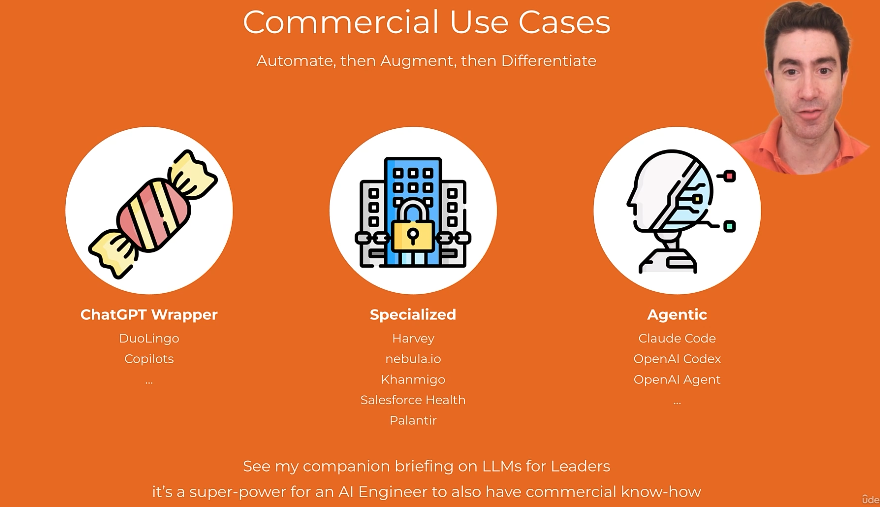 Commercial Use Cases
Automate, then Augment, then Differentiate
ChatGPT Wrapper
DuoLingo
Copilots
...
Specialized
Harvey
nebula.io
Khanmigo
Salesforce Health
Palantir
Agentic
Claude Code
OpenAI Codex
OpenAI Agent
...
See my companion briefing on LLMs for Leaders
it's a super-power for an AI Engineer to also have commercial know-how
ûde